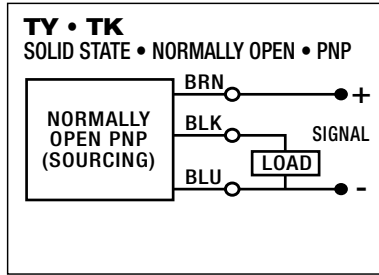 TY • TK
SOLID STATE • NORMALLY OPEN • PNP
BRN
+
NORMALLY
OPEN PNP
(SOURCING)
BLK
SIGNAL
LOAD
BLU
-